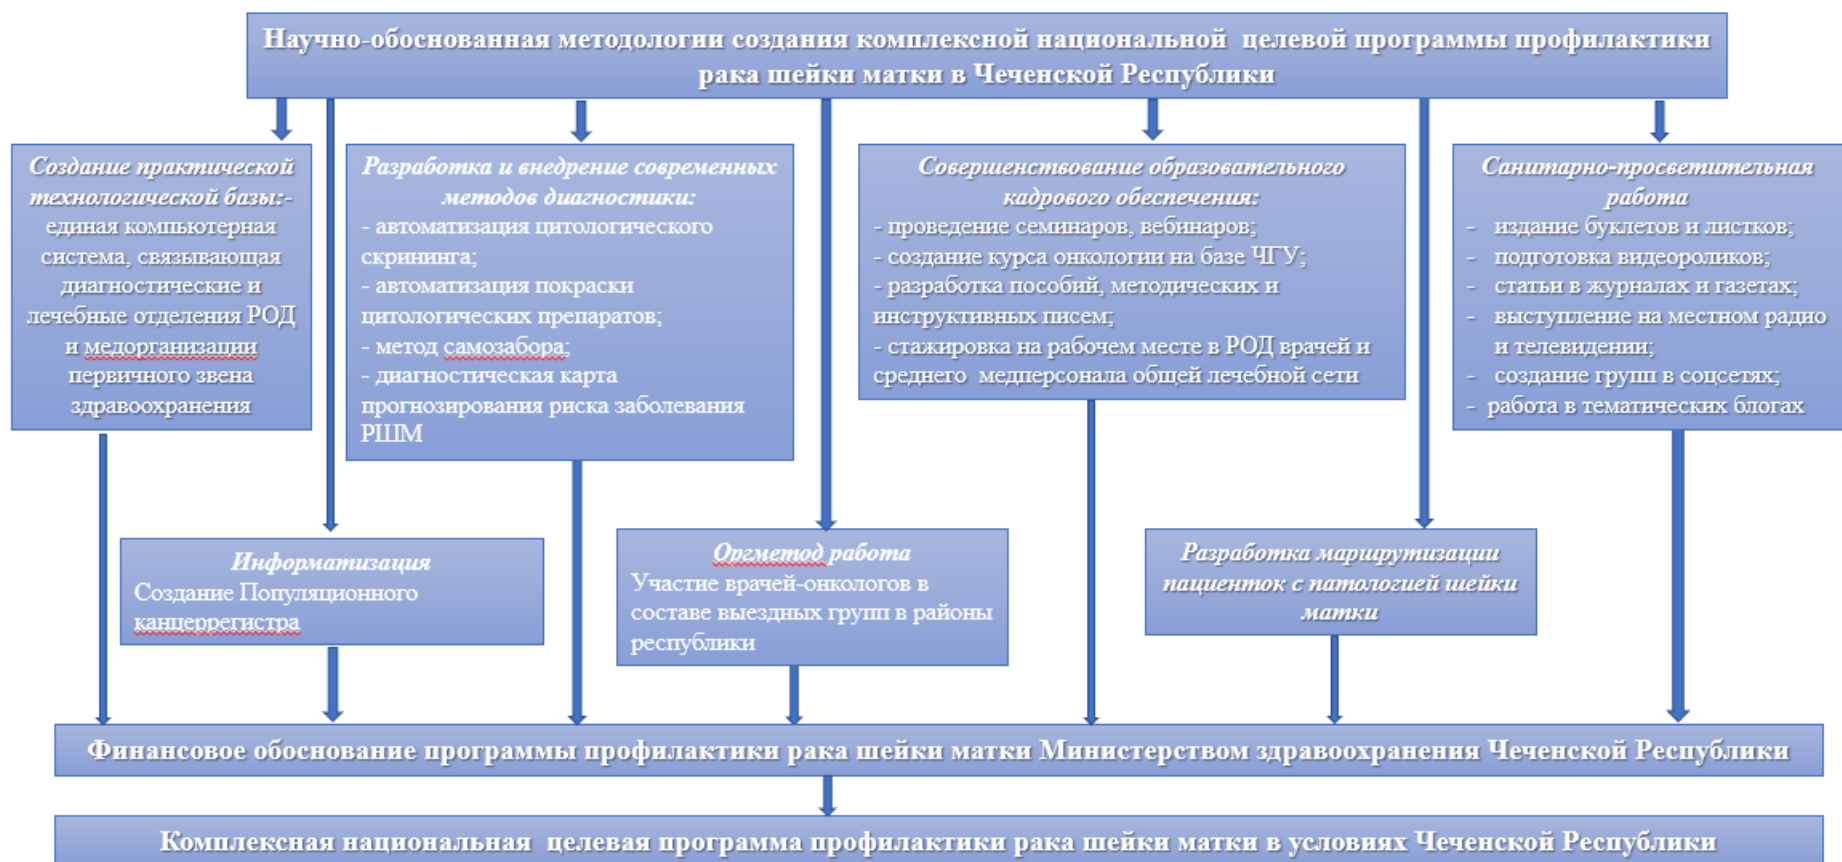 Научно-обоснованная методологии создания комплексной национальной целевой программы профилактики
рака шейки матки в Чеченской Республики
Создание практической
технологической базы:-
единая компьютерная
система, связывающая
диагностические и
лечебные отделения РОД
и медорганизации
первичного звена
здравоохранения
Разработка и внедрение современных
методов диагностики:
- автоматизация цитологического
скрининга;
- автоматизация покраски
цитологических препаратов;
- метод самозабора;
- диагностическая карта
прогнозирования риска заболевания
РШМ
Совершенствование образовательного
кадрового обеспечения:
- проведение семинаров, вебинаров;
- создание курса онкологии на базе ЧГУ;
- разработка пособий, методических и
инструктивных писем;
- стажировка на рабочем месте в РОД врачей и
среднего медперсонала общей лечебной сети
Санитарно-просветительная
работа
- издание буклетов и листков;
- подготовка видеороликов;
- статьи в журналах и газетах;
- выступление на местном радио
и телевидении;
- создание групп в соцсетях;
- работа в тематических блогах
Информатизация
Создание Популяционного
канцеррегистра
Оргметод работа
Участие врачей-онкологов в
составе выездных групп в районы
республики
Разработка маршрутизации
пациенток с патологией шейки
матки
Финансовое обоснование программы профилактики рака шейки матки Министерством здравоохранения Чеченской Республики
Комплексная национальная целевая программа профилактики рака шейки матки в условиях Чеченской Республики